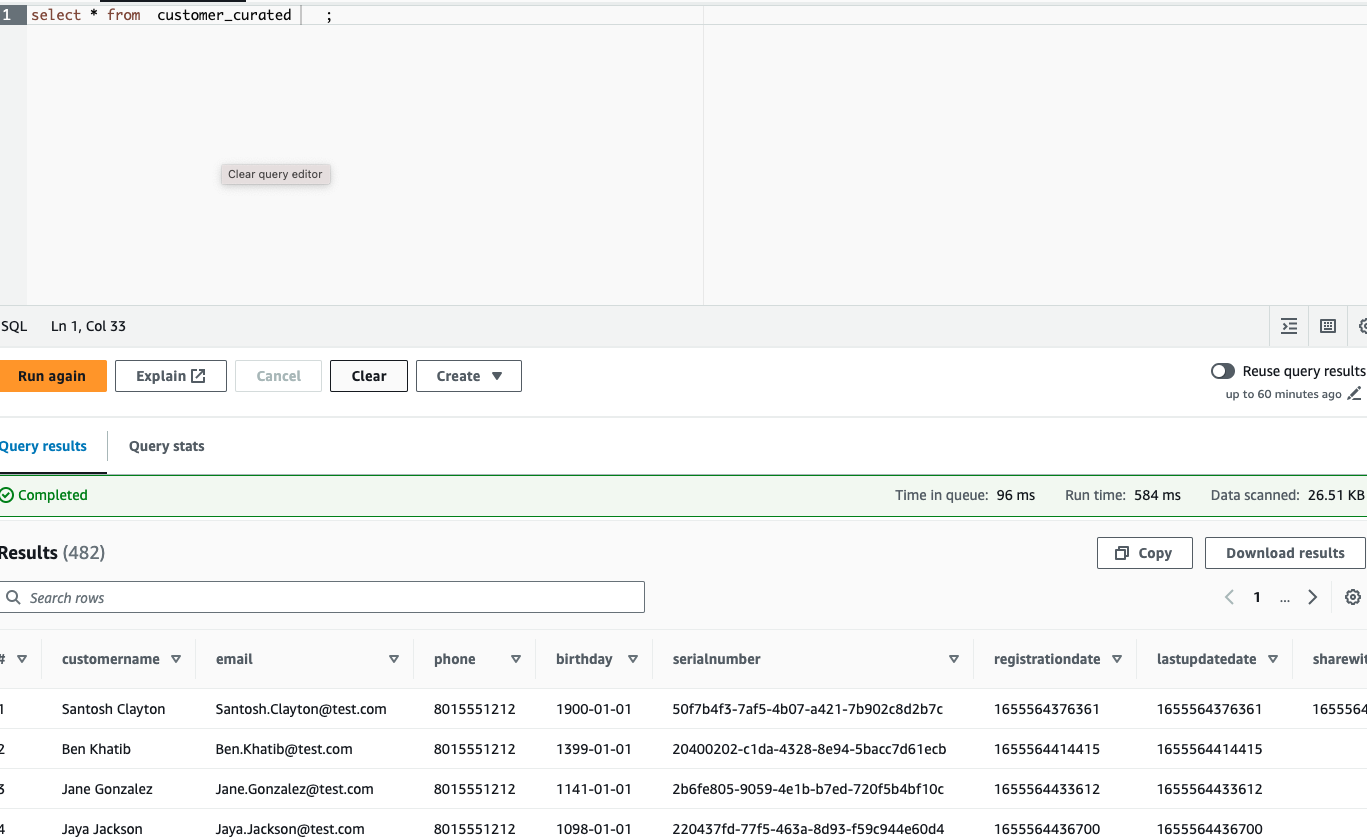 1 select * from customer_curated ;
Clear query editor
SQL Ln 1, Col 33
Run again Explain Cancel Clear Create Reuse query results
up to 60 minutes ago
Query results Query stats
Completed Time in queue: 96 ms Run time: 584 ms Data scanned: 26.51 KB
Results (482) Copy Download results
Search rows 1 ...
# customername email phone birthday serialnumber registrationdate lastupdatedate sharewit
1 Santosh Clayton Santosh.Clayton@test.com 8015551212 1900-01-01 50f7b4f3-7af5-4b07-a421-7b902c8d2b7c 1655564376361 1655564376361 1655564
2 Ben Khatib Ben.Khatib@test.com 8015551212 1399-01-01 20400202-c1da-4328-8e94-5bacc7d61ecb 1655564414415 1655564414415
3 Jane Gonzalez Jane.Gonzalez@test.com 8015551212 1141-01-01 2b6fe805-9059-4e1b-b7ed-720f5b4bf10c 1655564433612 1655564433612
4 Jaya Jackson Jaya.Jackson@test.com 8015551212 1098-01-01 220437fd-77f5-463a-8d93-f59c944e60d4 1655564436700 1655564436700